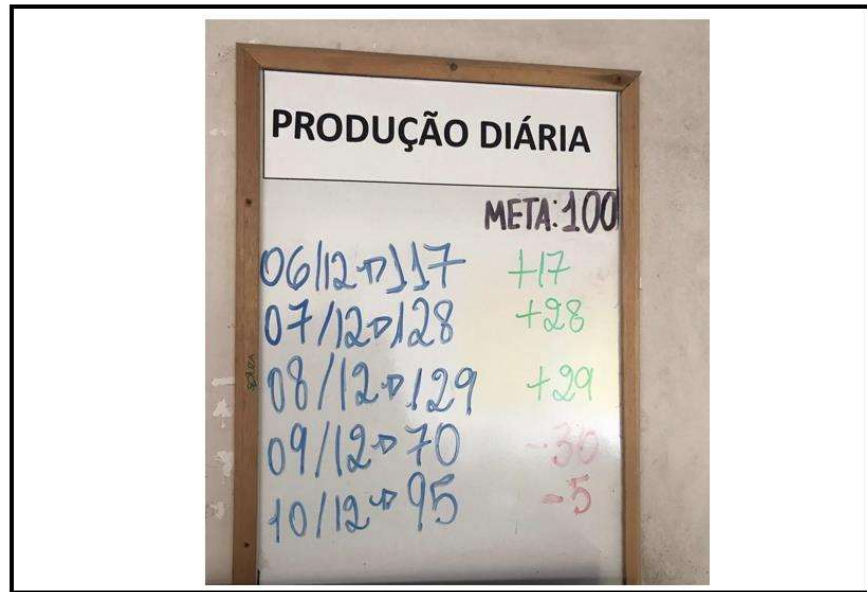 PRODUÇÃO DIÁRIA
META: 100
06/12 → 117 +17
07/12 → 128 +28
08/12 → 129 +29
09/12 → 70 -30
10/12 → 95 -5